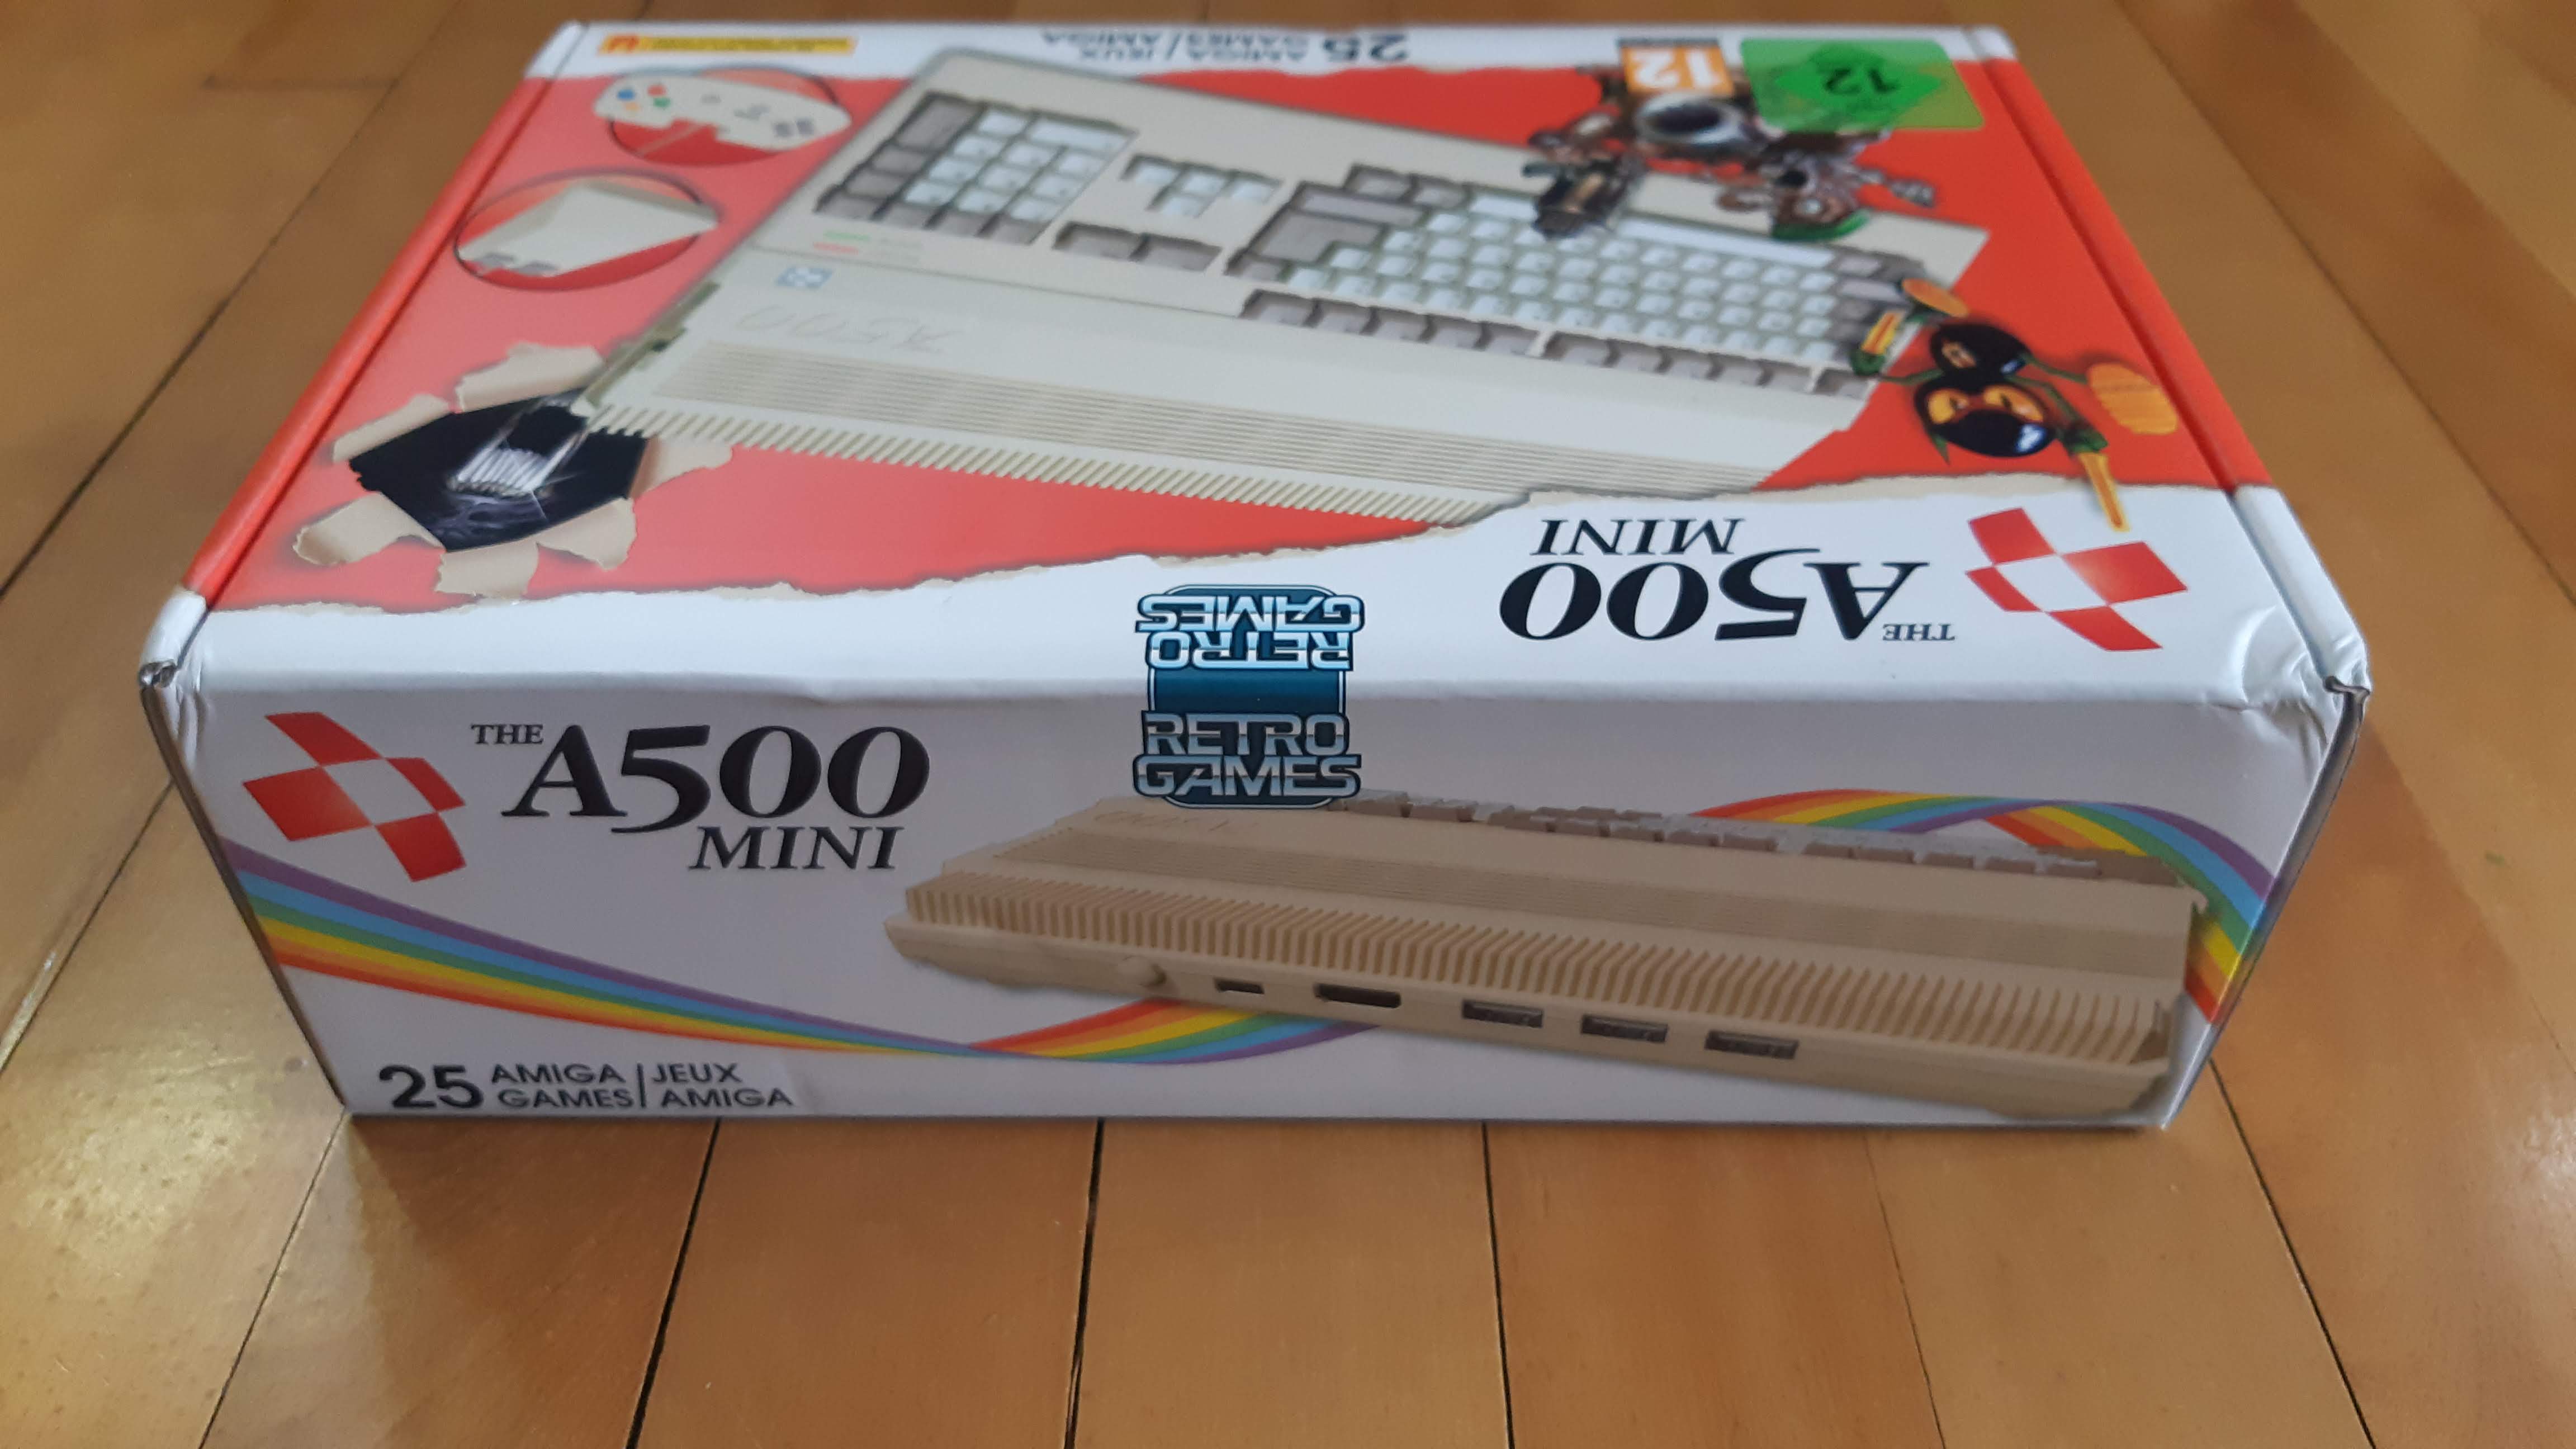 25 AMIGA GAMES / JEUX AMIGA
12
12
A500
THE A500
MINI
RETRO
GAMES
THE A500
MINI
RETRO
GAMES
25 AMIGA GAMES | JEUX AMIGA